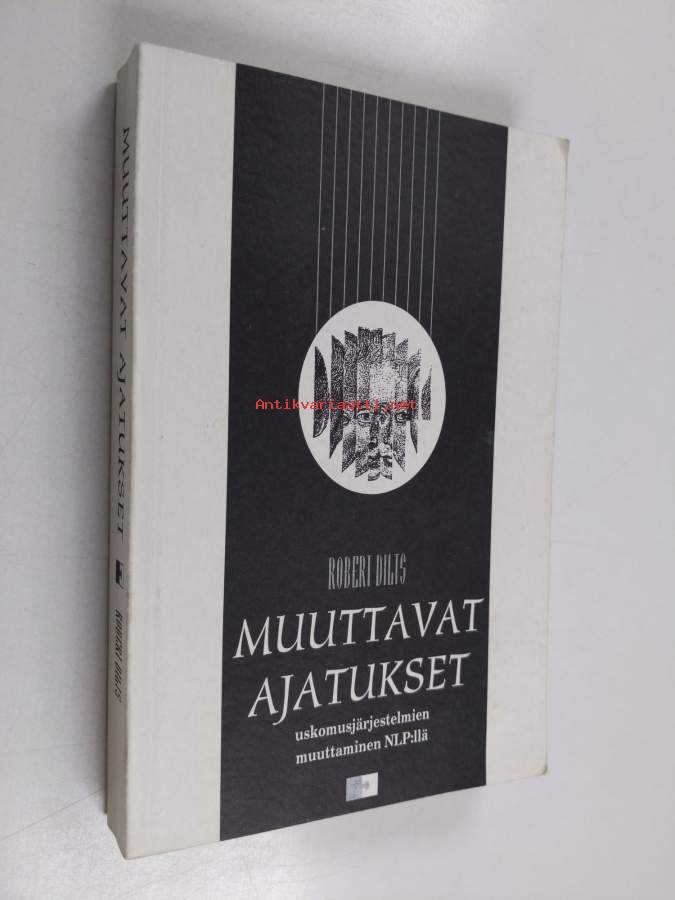 MUUTTAVAT AJATUKSET
ROBERT DILTS
Antikvariaatti.net
ROBERT DILTS
MUUTTAVAT
AJATUKSET
uskomusjärjestelmien
muuttaminen NLP:llä